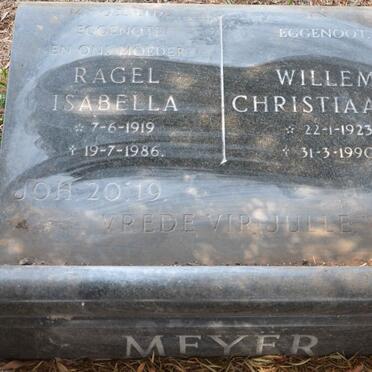 EGGENOTE
EN ONS MOEDER
RAGEL
ISABELLA
☆ 7-6-1919
✝ 19-7-1986.
EGGENOOT
WILLEM
☆ 22-1-1923
✝ 31-3-1990
JOH 20:19
VREDE VIR JULLE
MEYER